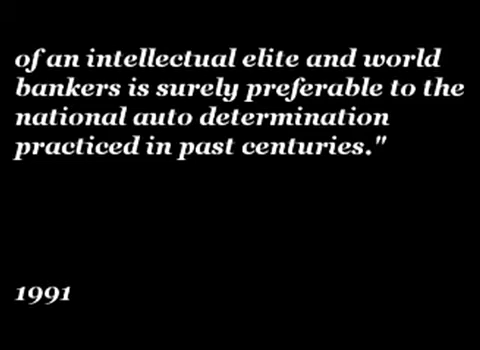 of an intellectual elite and world
bankers is surely preferable to the
national auto determination
practiced in past centuries."
1991